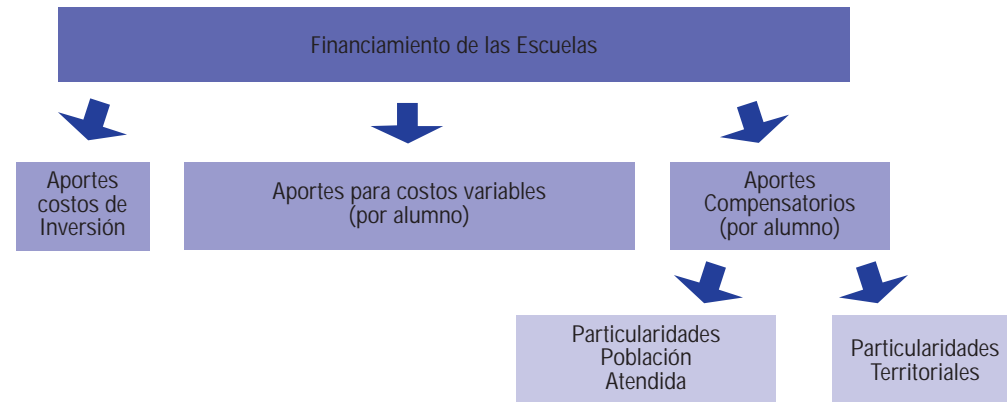 Financiamiento de las Escuelas
Aportes
costos de
Inversión
Aportes para costos variables
(por alumno)
Aportes
Compensatorios
(por alumno)
Particularidades
Población
Atendida
Particularidades
Territoriales